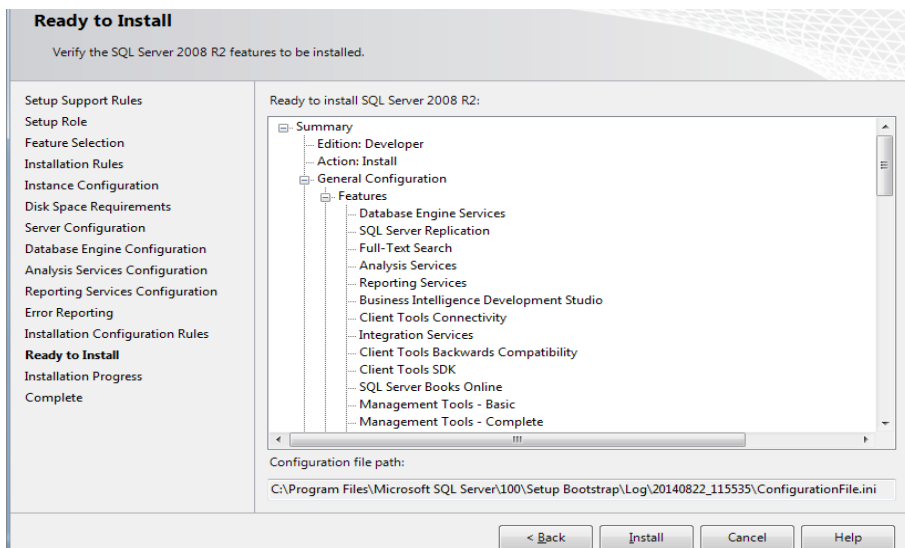 Ready to Install
Verify the SQL Server 2008 R2 features to be installed.
Setup Support Rules
Setup Role
Feature Selection
Installation Rules
Instance Configuration
Disk Space Requirements
Server Configuration
Database Engine Configuration
Analysis Services Configuration
Reporting Services Configuration
Error Reporting
Installation Configuration Rules
Ready to Install
Installation Progress
Complete
Ready to install SQL Server 2008 R2:
Summary
Edition: Developer
Action: Install
General Configuration
Features
Database Engine Services
SQL Server Replication
Full-Text Search
Analysis Services
Reporting Services
Business Intelligence Development Studio
Client Tools Connectivity
Integration Services
Client Tools Backwards Compatibility
Client Tools SDK
SQL Server Books Online
Management Tools - Basic
Management Tools - Complete
Configuration file path:
C:\Program Files\Microsoft SQL Server\100\Setup Bootstrap\Log\20140822_115535\ConfigurationFile.ini
< Back
Install
Cancel
Help